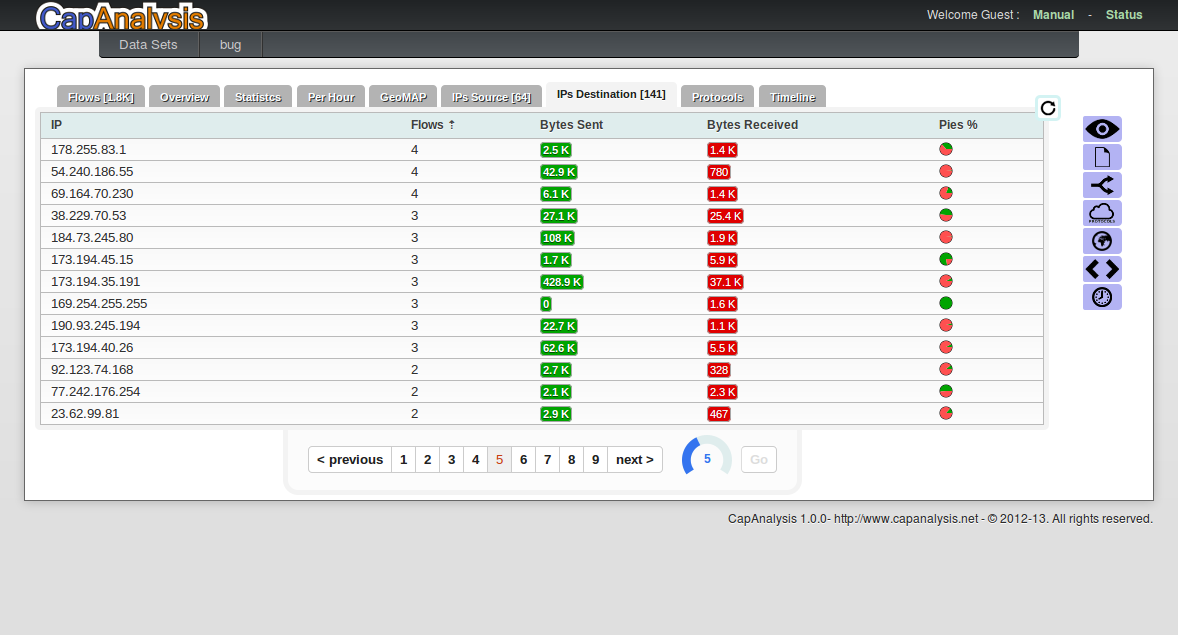 CapAnalysis
Welcome Guest : Manual - Status
Data Sets bug
Flows [1.8K] Overview Statistcs Per Hour GeoMAP IPs Source [64] IPs Destination [141] Protocols Timeline
IP Flows ⇡ Bytes Sent Bytes Received Pies %
178.255.83.1 4 2.5 K 1.4 K
54.240.186.55 4 42.9 K 780
69.164.70.230 4 6.1 K 1.4 K
38.229.70.53 3 27.1 K 25.4 K
184.73.245.80 3 108 K 1.9 K
173.194.45.15 3 1.7 K 5.9 K
173.194.35.191 3 428.9 K 37.1 K
169.254.255.255 3 0 1.6 K
190.93.245.194 3 22.7 K 1.1 K
173.194.40.26 3 62.6 K 5.5 K
92.123.74.168 2 2.7 K 328
77.242.176.254 2 2.1 K 2.3 K
23.62.99.81 2 2.9 K 467
PROTOCOLS
< previous 1 2 3 4 5 6 7 8 9 next > 5 Go
CapAnalysis 1.0.0- http://www.capanalysis.net - © 2012-13. All rights reserved.